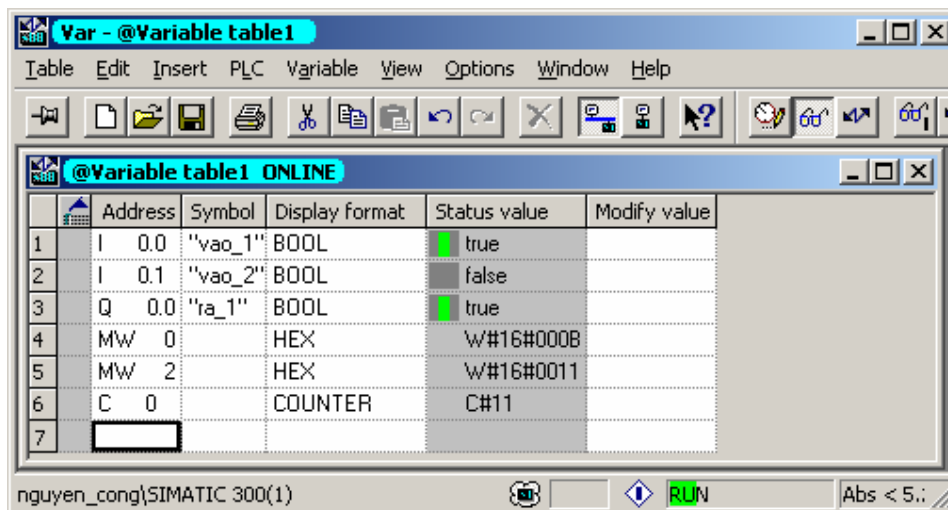 Var - @Variable table1
Table Edit Insert PLC Variable View Options Window Help
@Variable table1 ONLINE
Address Symbol Display format Status value Modify value
1 I 0.0 "vao_1" BOOL true
2 I 0.1 "vao_2" BOOL false
3 Q 0.0 "ra_1" BOOL true
4 MW 0 HEX W#16#000B
5 MW 2 HEX W#16#0011
6 C 0 COUNTER C#11
7
nguyen_cong\SIMATIC 300(1) RUN Abs < 5.: